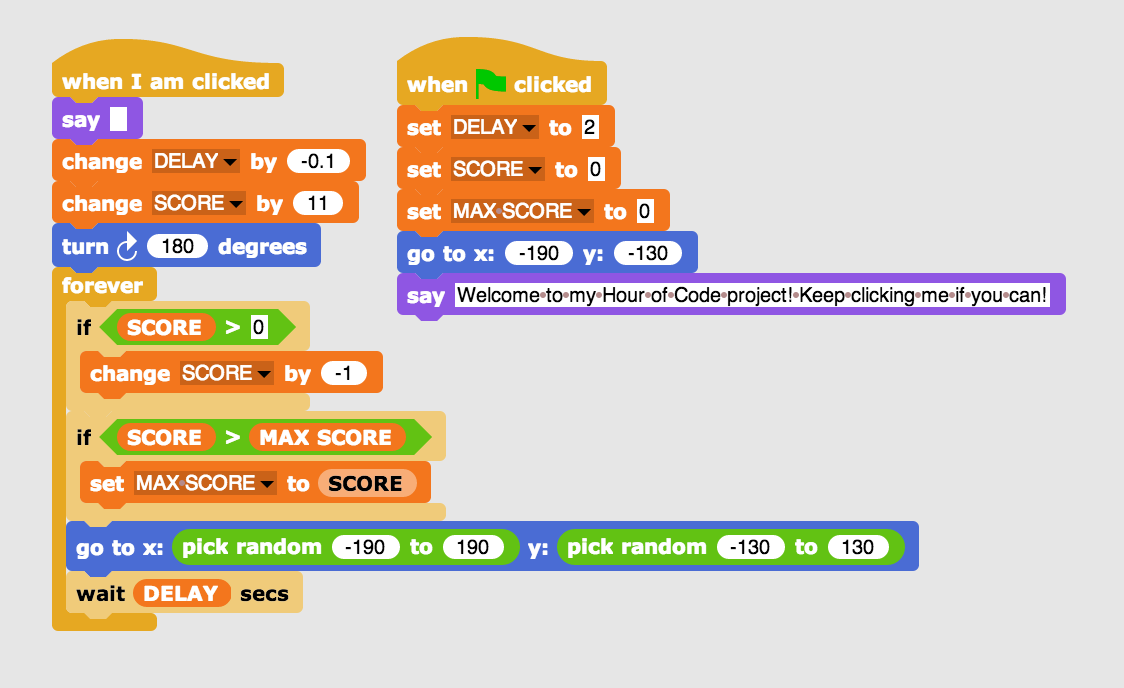 when I am clicked
say
change DELAY by -0.1
change SCORE by 11
turn 180 degrees
forever
if SCORE > 0
change SCORE by -1
if SCORE > MAX SCORE
set MAX SCORE to SCORE
go to x: pick random -190 to 190 y: pick random -130 to 130
wait DELAY secs
when clicked
set DELAY to 2
set SCORE to 0
set MAX SCORE to 0
go to x: -190 y: -130
say Welcome to my Hour of Code project! Keep clicking me if you can!